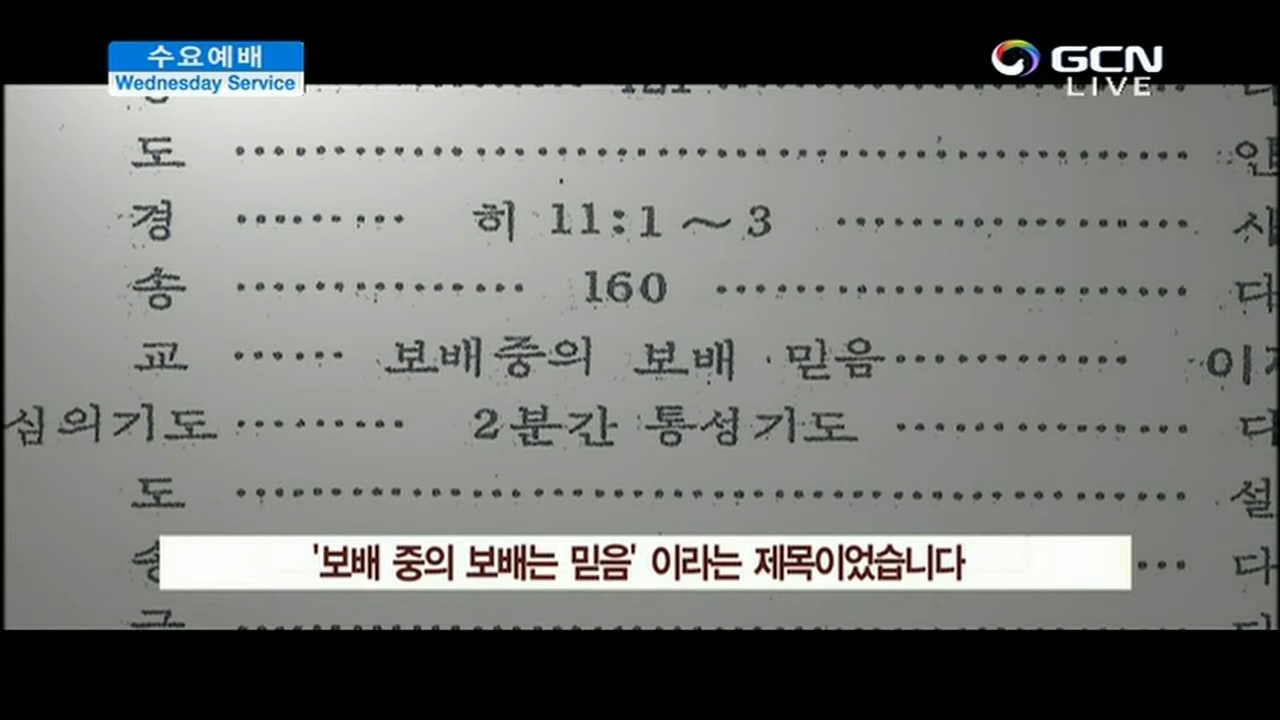 수요예배
Wednesday Service
GCN
LIVE
도
경 히 11:1 ~ 3
송 160
교 보배중의 보배 믿음
심의기도 2분간 통성기도
도
'보배 중의 보배는 믿음' 이라는 제목이었습니다